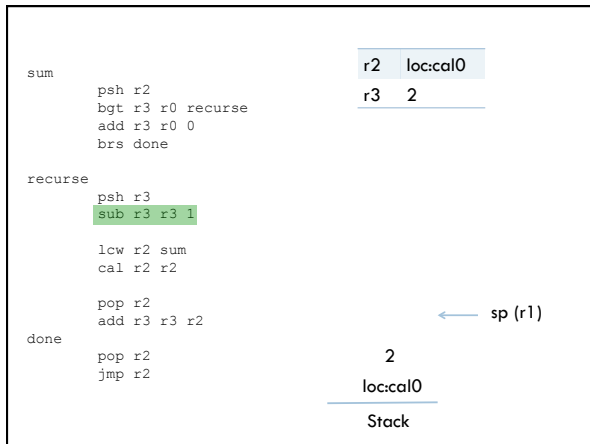 sum
psh r2
bgt r3 r0 recurse
add r3 r0 0
brs done
recurse
psh r3
sub r3 r3 1
lcw r2 sum
cal r2 r2
pop r2
add r3 r3 r2
done
pop r2
jmp r2
r2 loc:cal0
r3 2
sp (r1)
2
loc:cal0
Stack